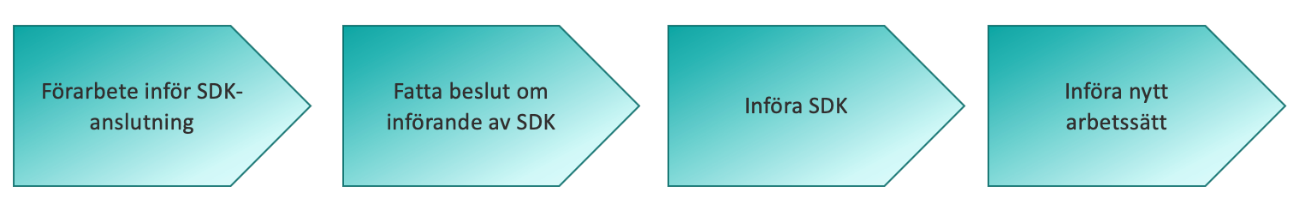 Förarbete inför SDK-
anslutning
Fatta beslut om
införande av SDK
Införa SDK
Införa nytt
arbetssätt